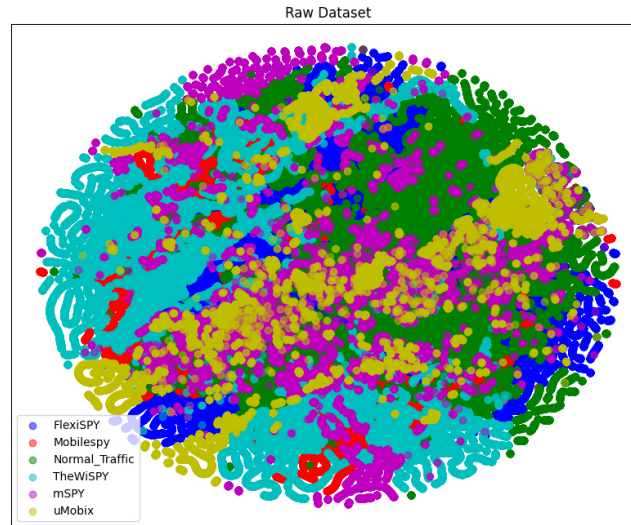 Raw Dataset
FlexiSPY
Mobilespy
Normal_Traffic
TheWiSPY
mSPY
uMobix